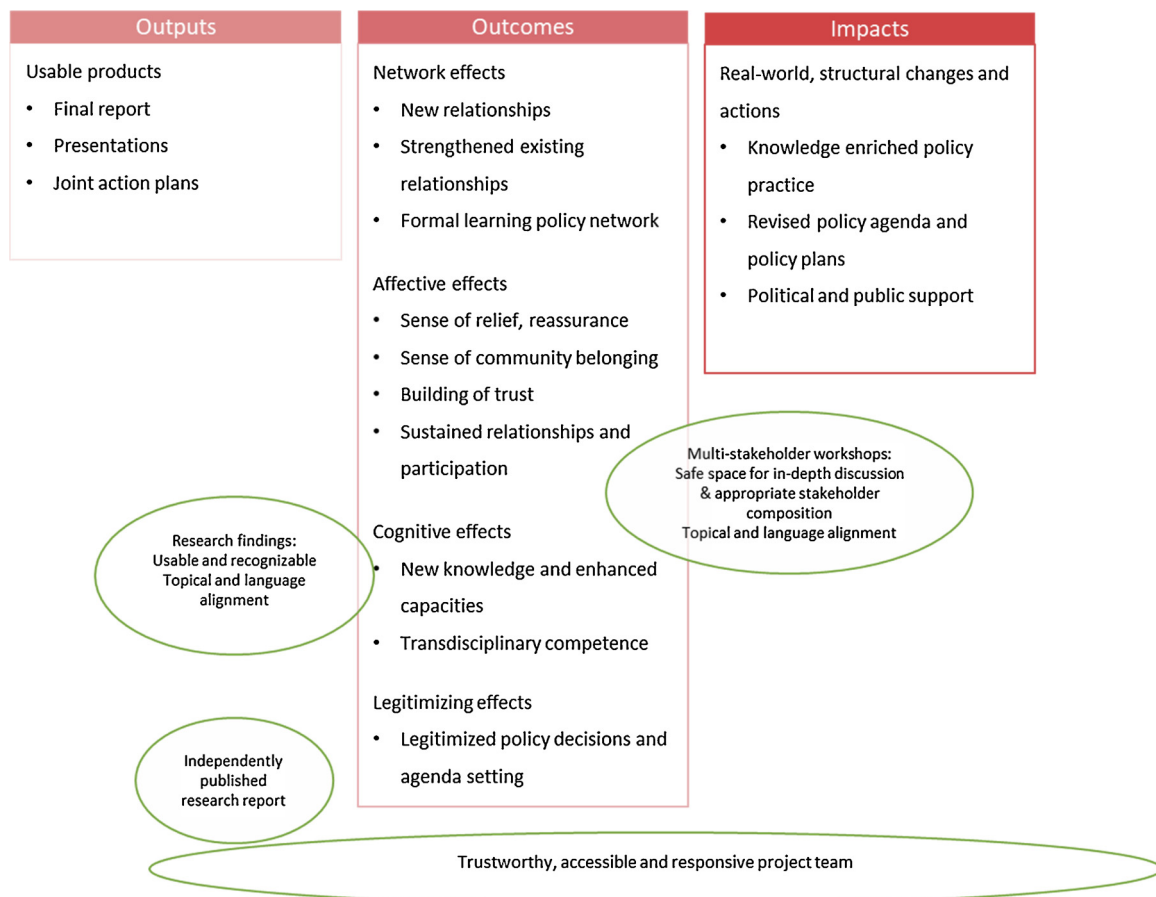 Outputs
Usable products
• Final report
• Presentations
• Joint action plans
Outcomes
Network effects
• New relationships
• Strengthened existing
relationships
• Formal learning policy network
Affective effects
• Sense of relief, reassurance
• Sense of community belonging
• Building of trust
• Sustained relationships and
participation
Cognitive effects
• New knowledge and enhanced
capacities
• Transdisciplinary competence
Legitimizing effects
• Legitimized policy decisions and
agenda setting
Impacts
Real-world, structural changes and
actions
• Knowledge enriched policy
practice
• Revised policy agenda and
policy plans
• Political and public support
Multi-stakeholder workshops:
Safe space for in-depth discussion
& appropriate stakeholder
composition
Topical and language alignment
Research findings:
Usable and recognizable
Topical and language
alignment
Independently
published
research report
Trustworthy, accessible and responsive project team